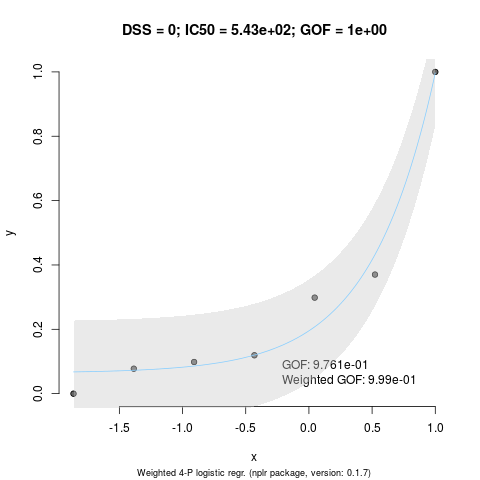 DSS = 0; IC50 = 5.43e+02; GOF = 1e+00
y
1.0
0.8
0.6
0.4
0.2
0.0
GOF: 9.761e-01
Weighted GOF: 9.99e-01
-1.5 -1.0 -0.5 0.0 0.5 1.0
x
Weighted 4-P logistic regr. (nplr package, version: 0.1.7)